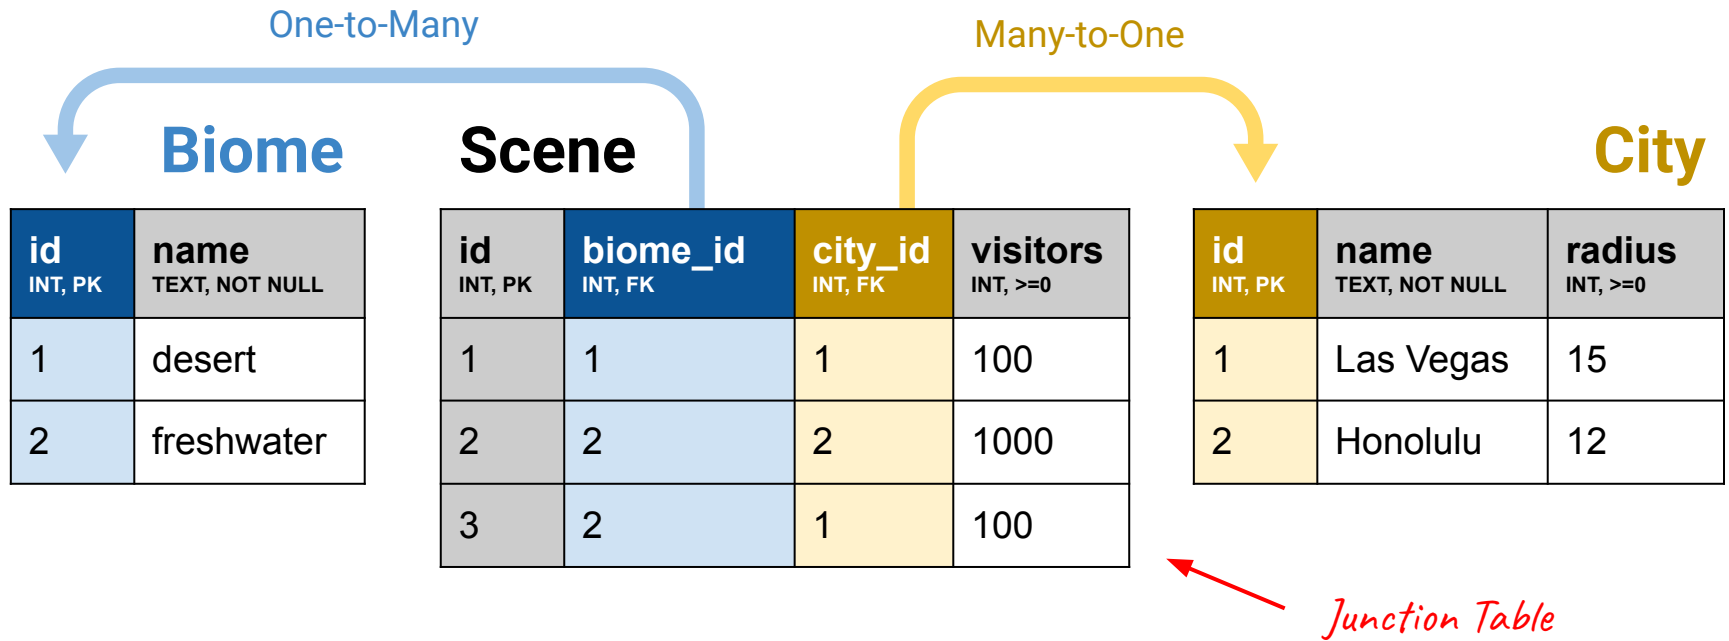 One-to-Many
Many-to-One
Biome
Scene
City
id name
INT, PK TEXT, NOT NULL
1 desert
2 freshwater
id biome_id city_id visitors
INT, PK INT, FK INT, FK INT, >=0
1 1 1 100
2 2 2 1000
3 2 1 100
id name radius
INT, PK TEXT, NOT NULL INT, >=0
1 Las Vegas 15
2 Honolulu 12
Junction Table